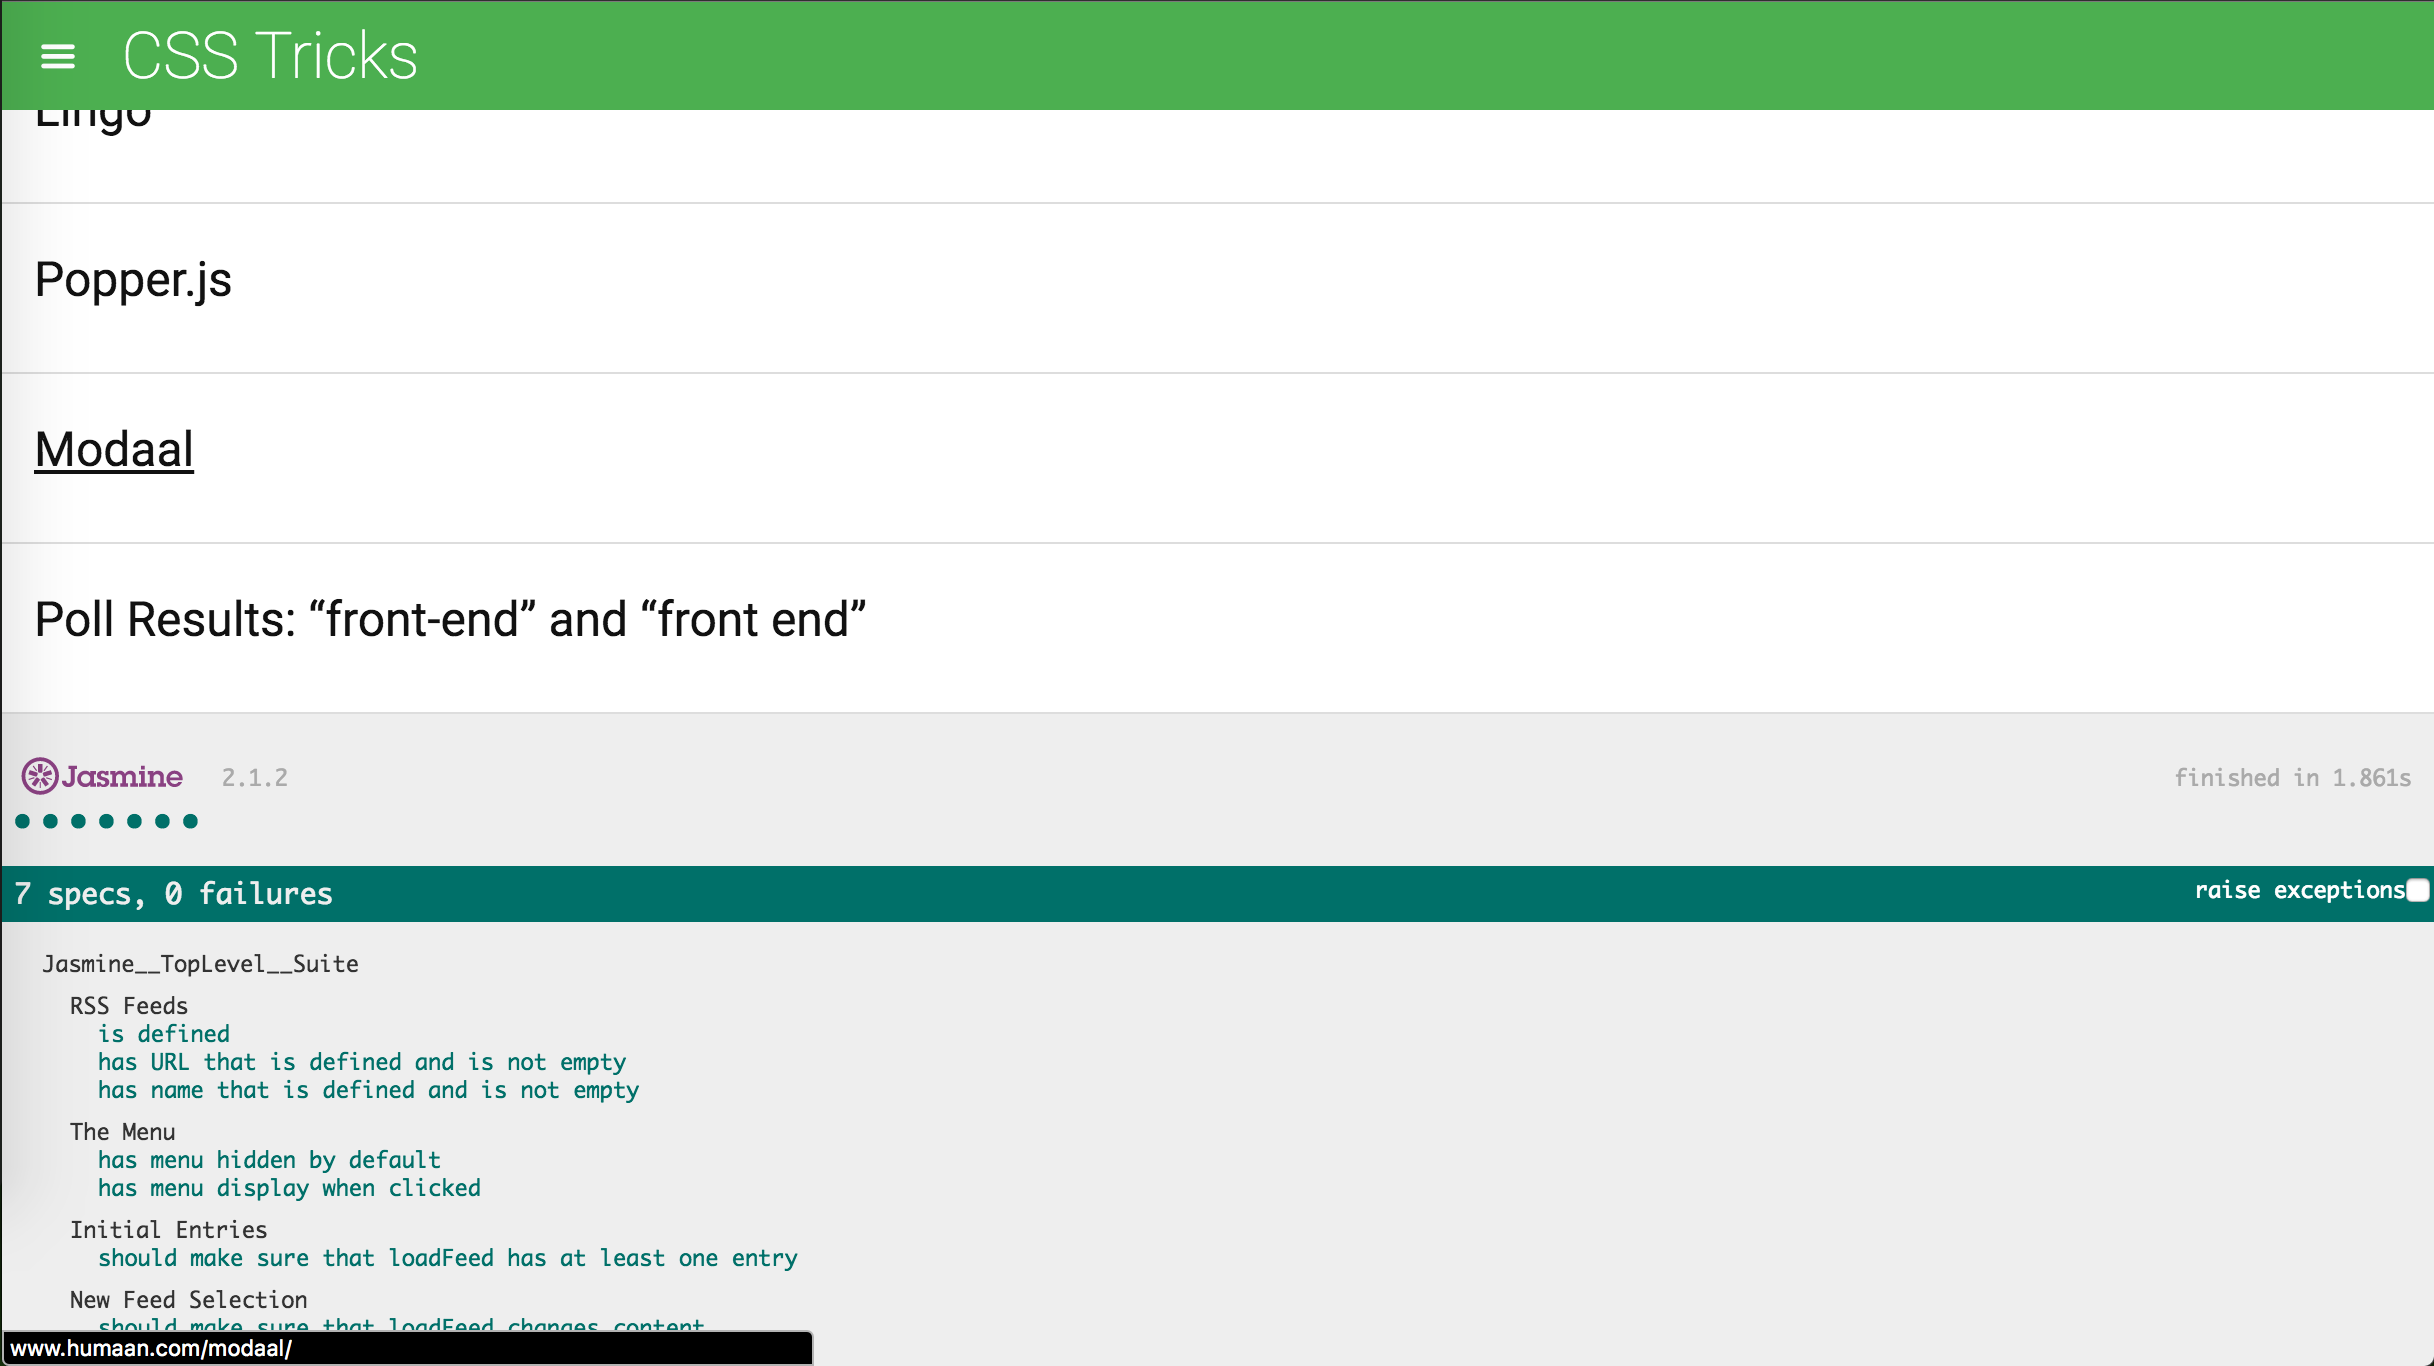 CSS Tricks
Lingo
Popper.js
Modaal
Poll Results: “front-end” and “front end”
Jasmine 2.1.2 finished in 1.861s
7 specs, 0 failures raise exceptions
Jasmine__TopLevel__Suite
RSS Feeds
is defined
has URL that is defined and is not empty
has name that is defined and is not empty
The Menu
has menu hidden by default
has menu display when clicked
Initial Entries
should make sure that loadFeed has at least one entry
New Feed Selection
should make sure that loadFeed changes content
www.humaan.com/modaal/